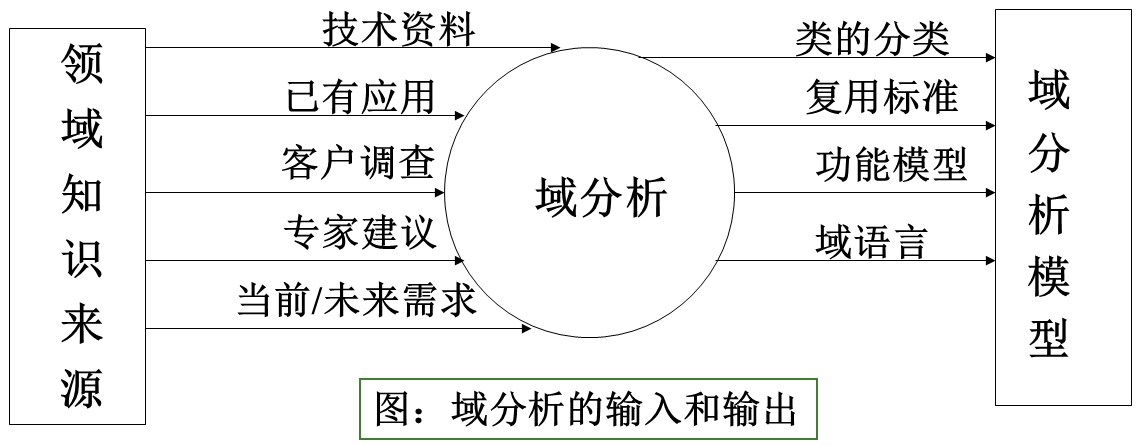 领域知识来源
技术资料
已有应用
客户调查
专家建议
当前/未来需求
域分析
类的分类
复用标准
功能模型
域语言
域分析模型
图：域分析的输入和输出